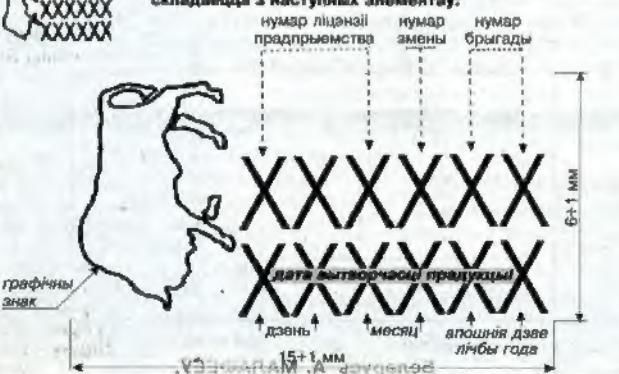 складаецца з наступных элементаў:
XXXXXX
XXXXXX
нумар ліцэнзіі прадпрыемства
нумар змены
нумар брыгады
XXXXXX
XXXXXX
дата вытворчасці прадукцыі
6+1 мм
графічны знак
дзень
месяц
апошнія дзве лічбы года
15+1 мм